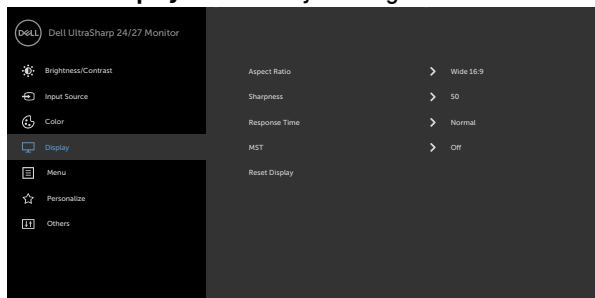 DELL
Dell UltraSharp 24/27 Monitor
Brightness/Contrast
Input Source
Color
Display
Menu
Personalize
Others
Aspect Ratio Wide 16:9
Sharpness 50
Response Time Normal
MST Off
Reset Display